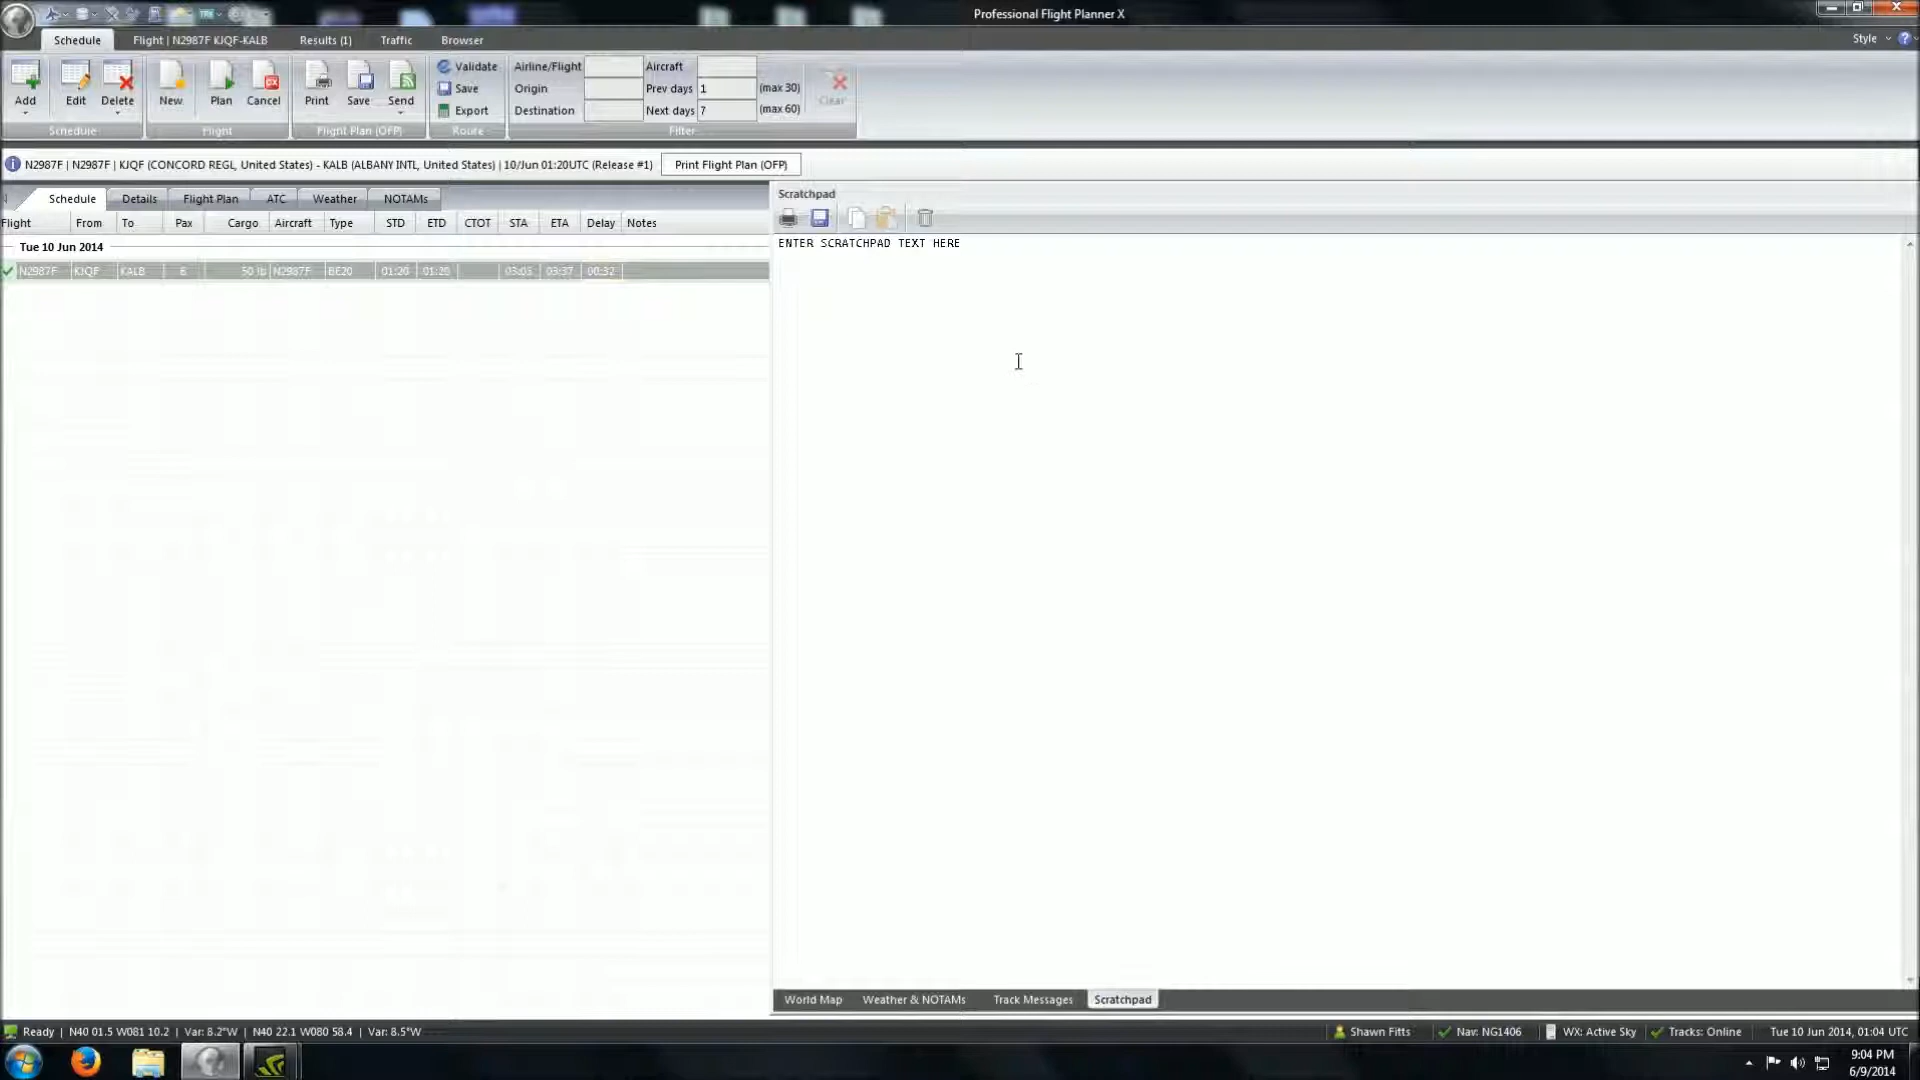 Professional Flight Planner X
Schedule Flight | N2987F KJQF-KALB Results (1) Traffic Browser Style
Add Edit Delete New Plan Cancel Print Save Send
Validate Airline/Flight Aircraft
Save Origin Prev days 1 (max 30)
Export Destination Next days 7 (max 60)
Clear
Schedule Flight Flight Plan (OFP) Route Filter
N2987F | N2987F | KJQF (CONCORD REGL, United States) - KALB (ALBANY INTL, United States) | 10/Jun 01:20UTC (Release #1) Print Flight Plan (OFP)
Schedule Details Flight Plan ATC Weather NOTAMs
Flight From To Pax Cargo Aircraft Type STD ETD CTOT STA ETA Delay Notes
Tue 10 Jun 2014
N2987F KJQF KALB 50 lb N2987F BE20 01:20 01:20 03:05 03:37 00:32
Scratchpad
ENTER SCRATCHPAD TEXT HERE
World Map Weather & NOTAMs Track Messages Scratchpad
Ready | N40 01.5 W081 10.2 | Var: 8.2°W | N40 22.1 W080 58.4 | Var: 8.5°W
Shawn Fitts Nav: NG1406 WX: Active Sky Tracks: Online Tue 10 Jun 2014, 01:04 UTC
9:04 PM
6/9/2014